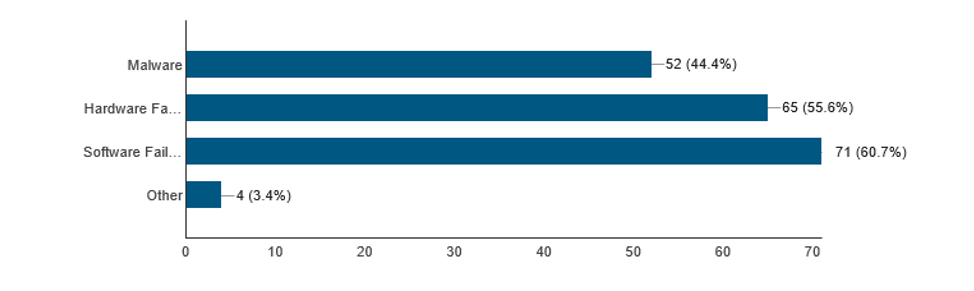 Malware 52 (44.4%)
Hardware Fa... 65 (55.6%)
Software Fail... 71 (60.7%)
Other 4 (3.4%)
0 10 20 30 40 50 60 70